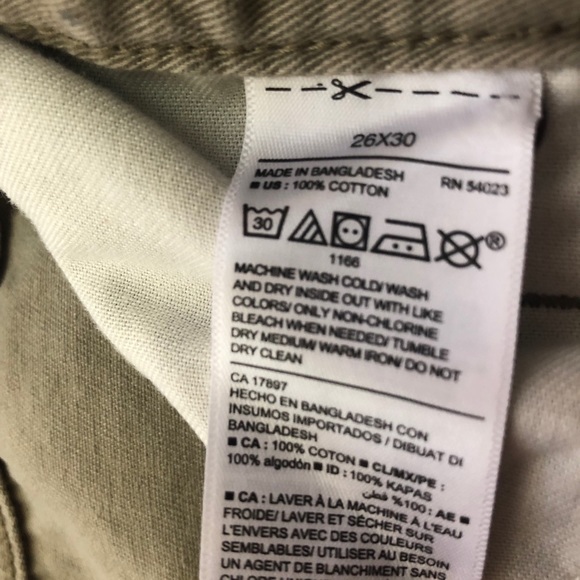 26X30
MADE IN BANGLADESH RN 54023
■ US : 100% COTTON
30 ®
1166
MACHINE WASH COLD/ WASH
AND DRY INSIDE OUT WITH LIKE
COLORS/ ONLY NON-CHLORINE
BLEACH WHEN NEEDED/ TUMBLE
DRY MEDIUM/ WARM IRON/ DO NOT
DRY CLEAN
CA 17897
HECHO EN BANGLADESH CON
INSUMOS IMPORTADOS / DIBUAT DI
BANGLADESH
■ CA : 100% COTON ■ CL/MX/PE :
100% algodón ■ ID : 100% KAPAS
■ AE : 100% قطن
■ CA : LAVER À LA MACHINE À L'EAU
FROIDE/ LAVER ET SÉCHER SUR
L'ENVERS AVEC DES COULEURS
SEMBLABLES/ UTILISER AU BESOIN
UN AGENT DE BLANCHIMENT SANS